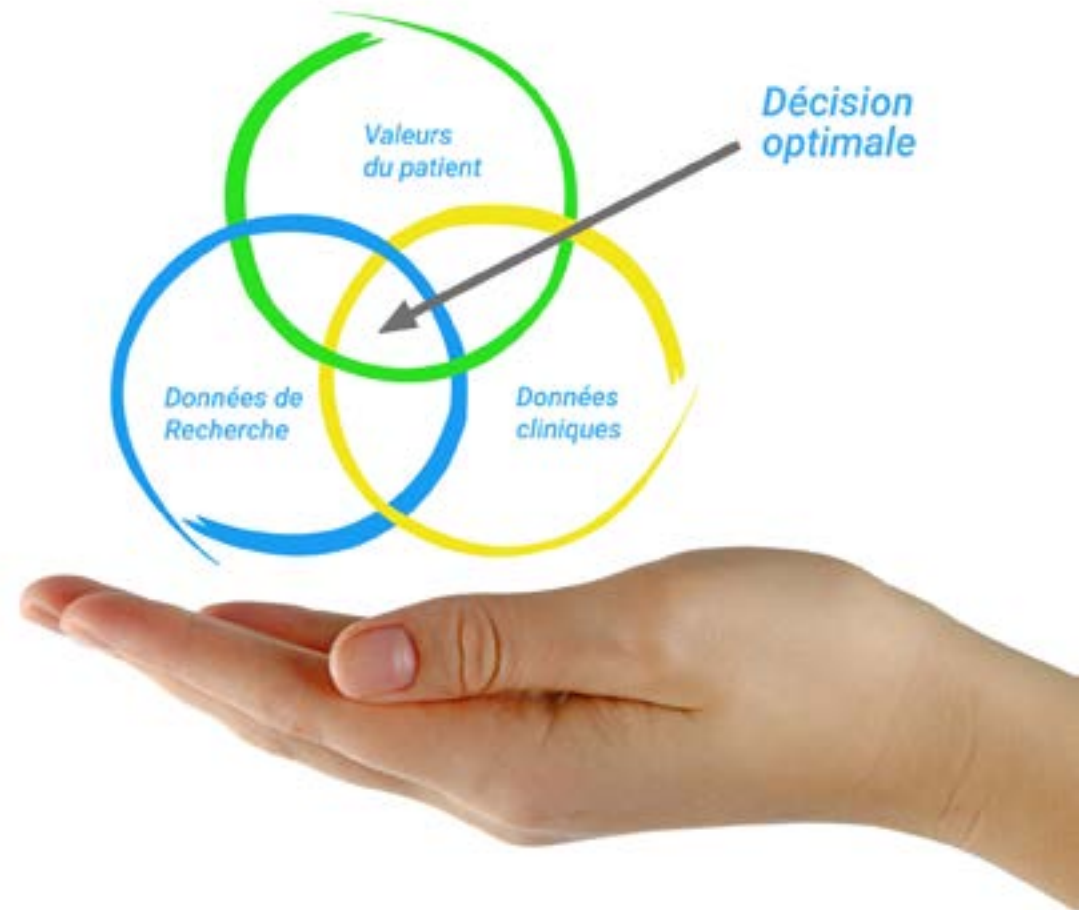 Valeurs
du patient
Décision
optimale
Données de
Recherche
Données
cliniques